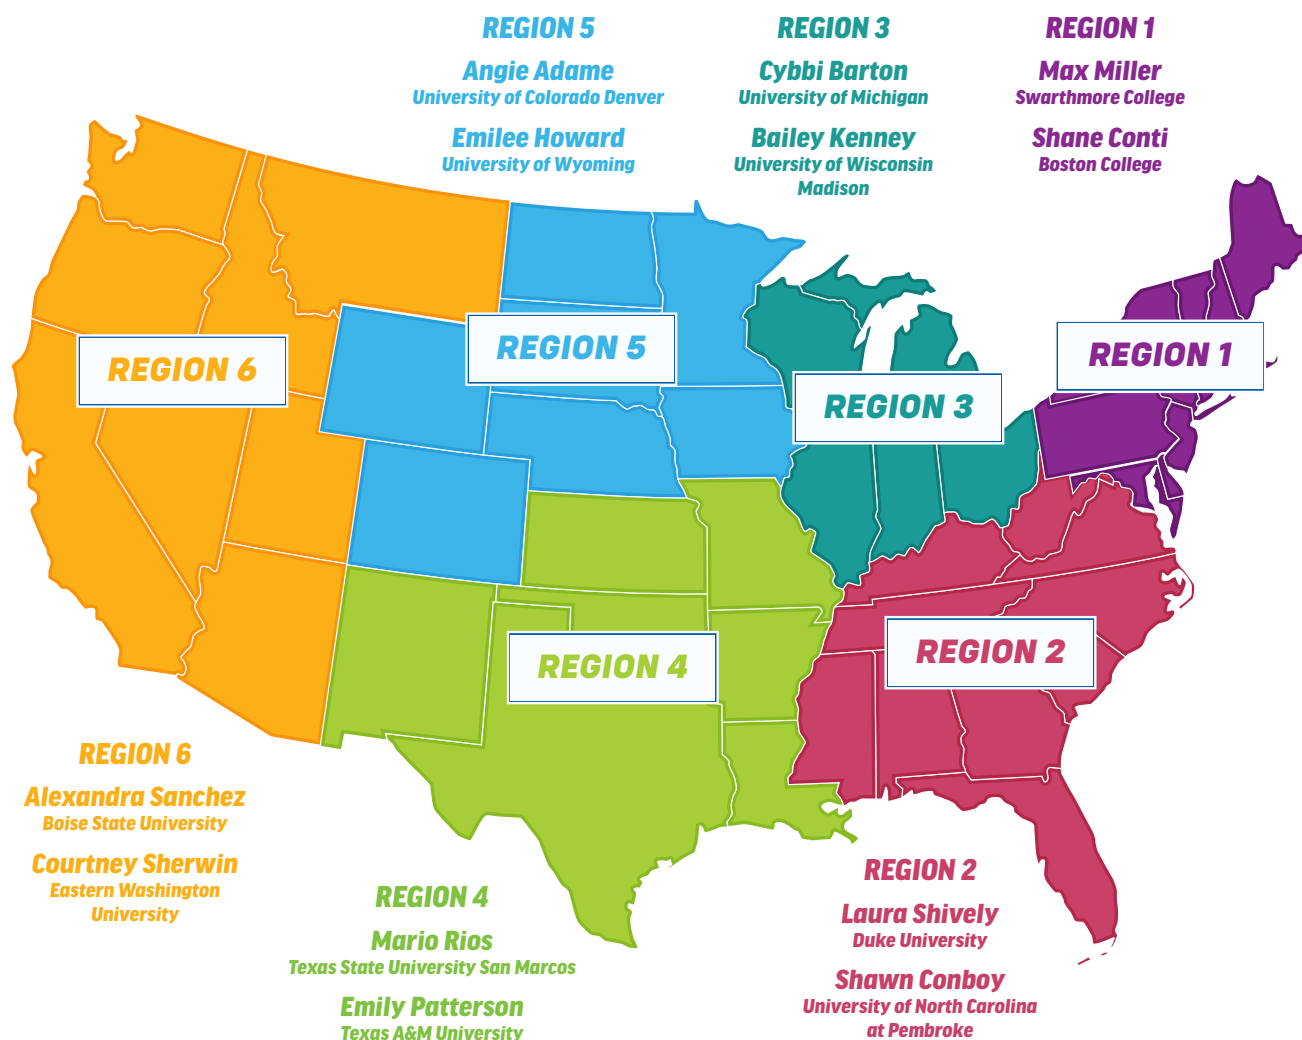 REGION 5
Angie Adame
University of Colorado Denver
Emilee Howard
University of Wyoming
REGION 3
Cybbi Barton
University of Michigan
Bailey Kenney
University of Wisconsin
Madison
REGION 1
Max Miller
Swarthmore College
Shane Conti
Boston College
REGION 6
REGION 5
REGION 3
REGION 1
REGION 4
REGION 2
REGION 6
Alexandra Sanchez
Boise State University
Courtney Sherwin
Eastern Washington
University
REGION 4
Mario Rios
Texas State University San Marcos
Emily Patterson
Texas A&M University
REGION 2
Laura Shively
Duke University
Shawn Conboy
University of North Carolina
at Pembroke